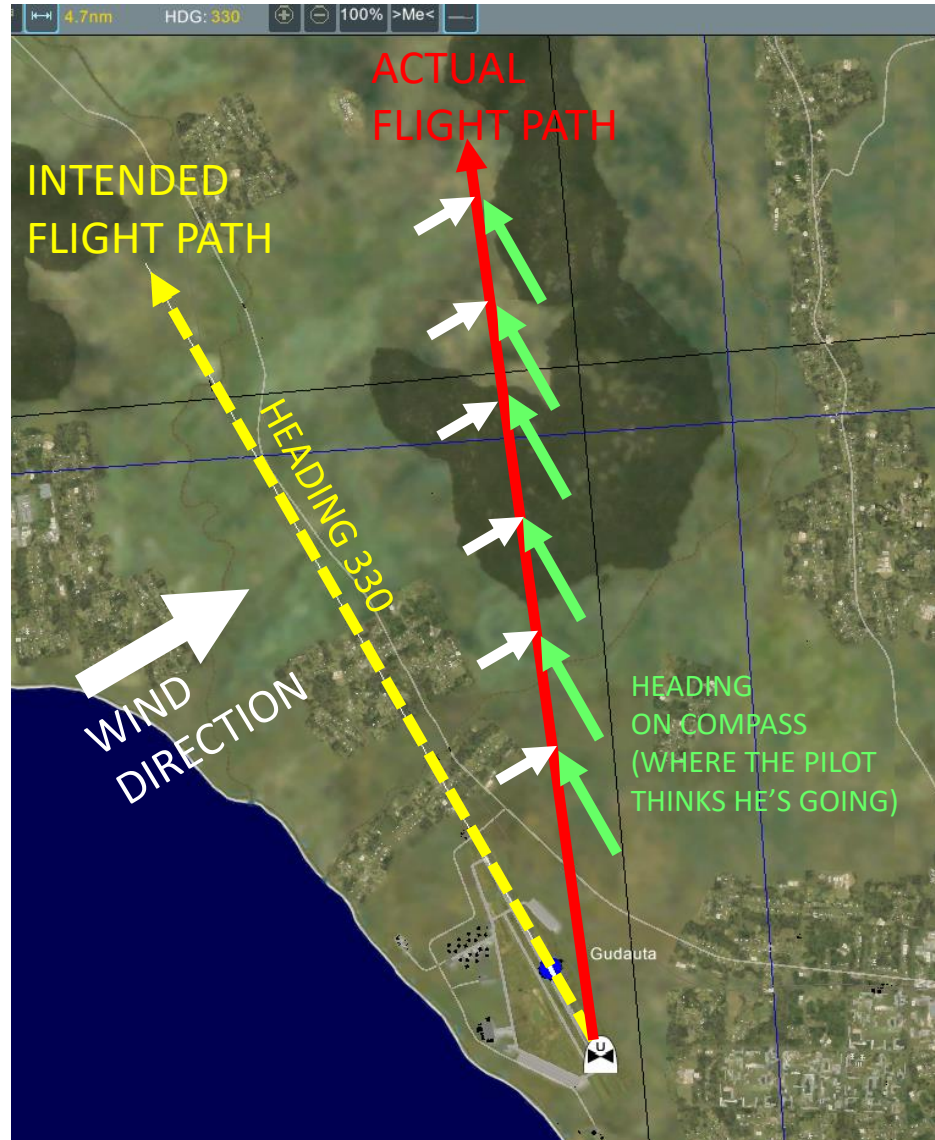 4.7nm HDG: 330 100% >Me<
ACTUAL
FLIGHT PATH
INTENDED
FLIGHT PATH
HEADING 330
WIND
DIRECTION
HEADING
ON COMPASS
(WHERE THE PILOT
THINKS HE'S GOING)
Gudauta
U